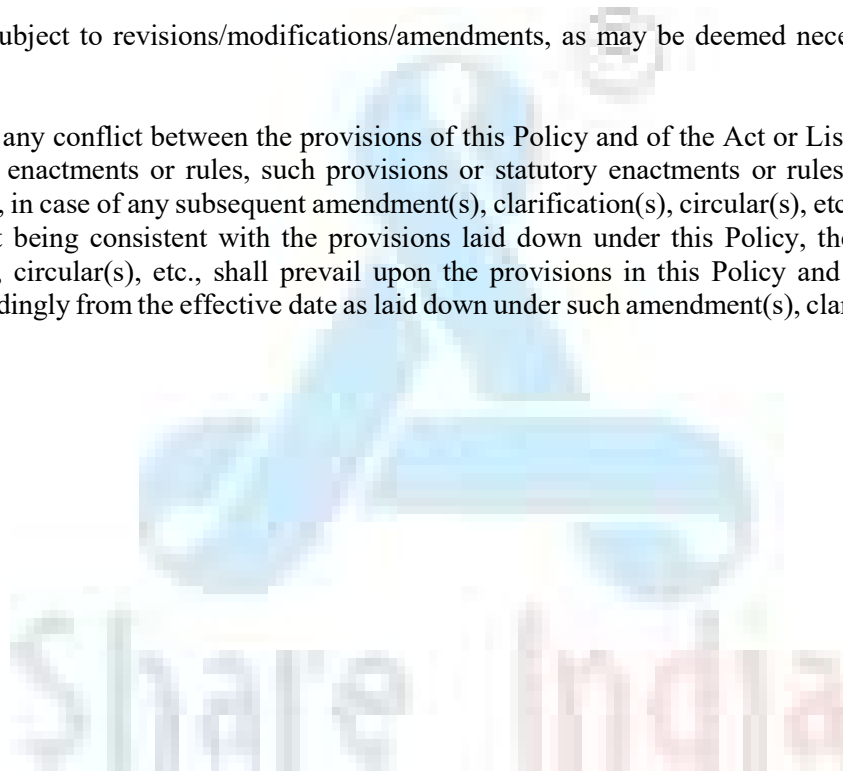 ubject to revisions/modifications/amendments, as may be deemed nece
any conflict between the provisions of this Policy and of the Act or Lis
enactments or rules, such provisions or statutory enactments or rules
, in case of any subsequent amendment(s), clarification(s), circular(s), etc
t being consistent with the provisions laid down under this Policy, the
, circular(s), etc., shall prevail upon the provisions in this Policy and
dingly from the effective date as laid down under such amendment(s), clar
®
Share India